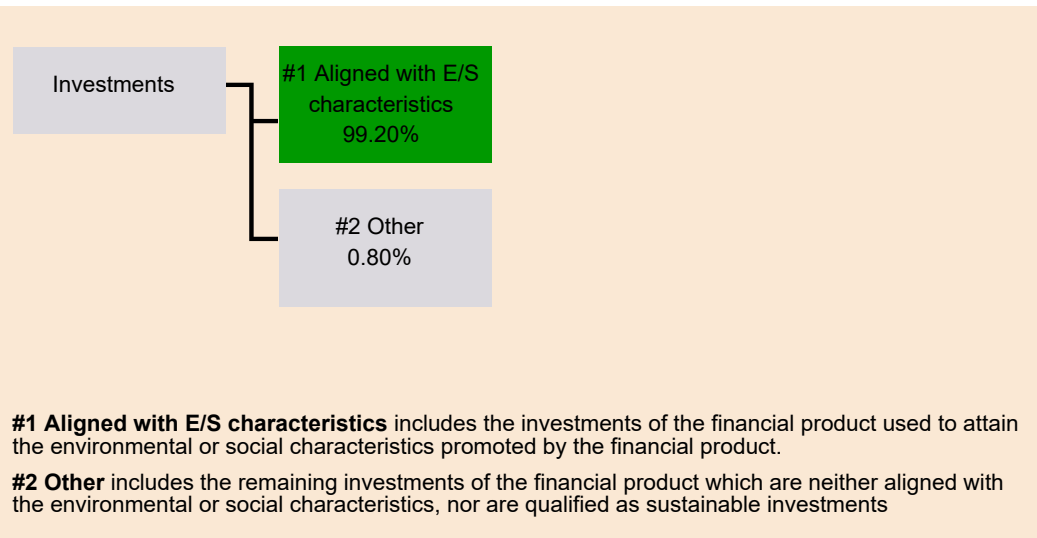 Investments
#1 Aligned with E/S
characteristics
99.20%
#2 Other
0.80%
#1 Aligned with E/S characteristics includes the investments of the financial product used to attain
the environmental or social characteristics promoted by the financial product.
#2 Other includes the remaining investments of the financial product which are neither aligned with
the environmental or social characteristics, nor are qualified as sustainable investments